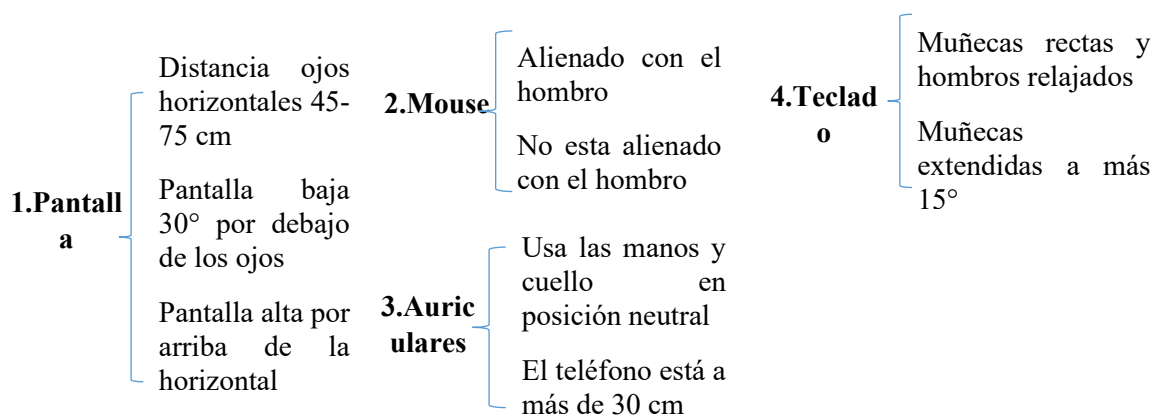 1.Pantall
a
Distancia ojos
horizontales 45-
75 cm
Pantalla baja
30° por debajo
de los ojos
Pantalla alta por
arriba de la
horizontal
2.Mouse
Alienado con el
hombro
No esta alienado
con el hombro
3.Auric
ulares
Usa las manos y
cuello en
posición neutral
El teléfono está a
más de 30 cm
4.Teclad
o
Muñecas rectas y
hombros relajados
Muñecas
extendidas a más
15°